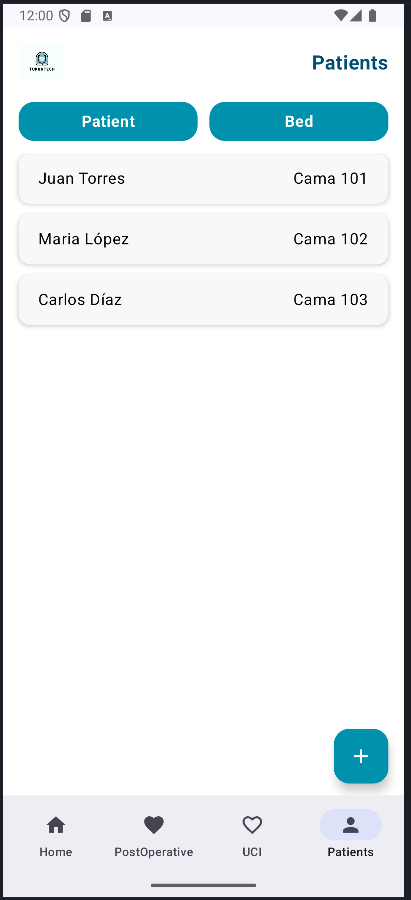 12:00
Patients
Patient Bed
Juan Torres Cama 101
Maria López Cama 102
Carlos Díaz Cama 103
+
Home PostOperative UCI Patients